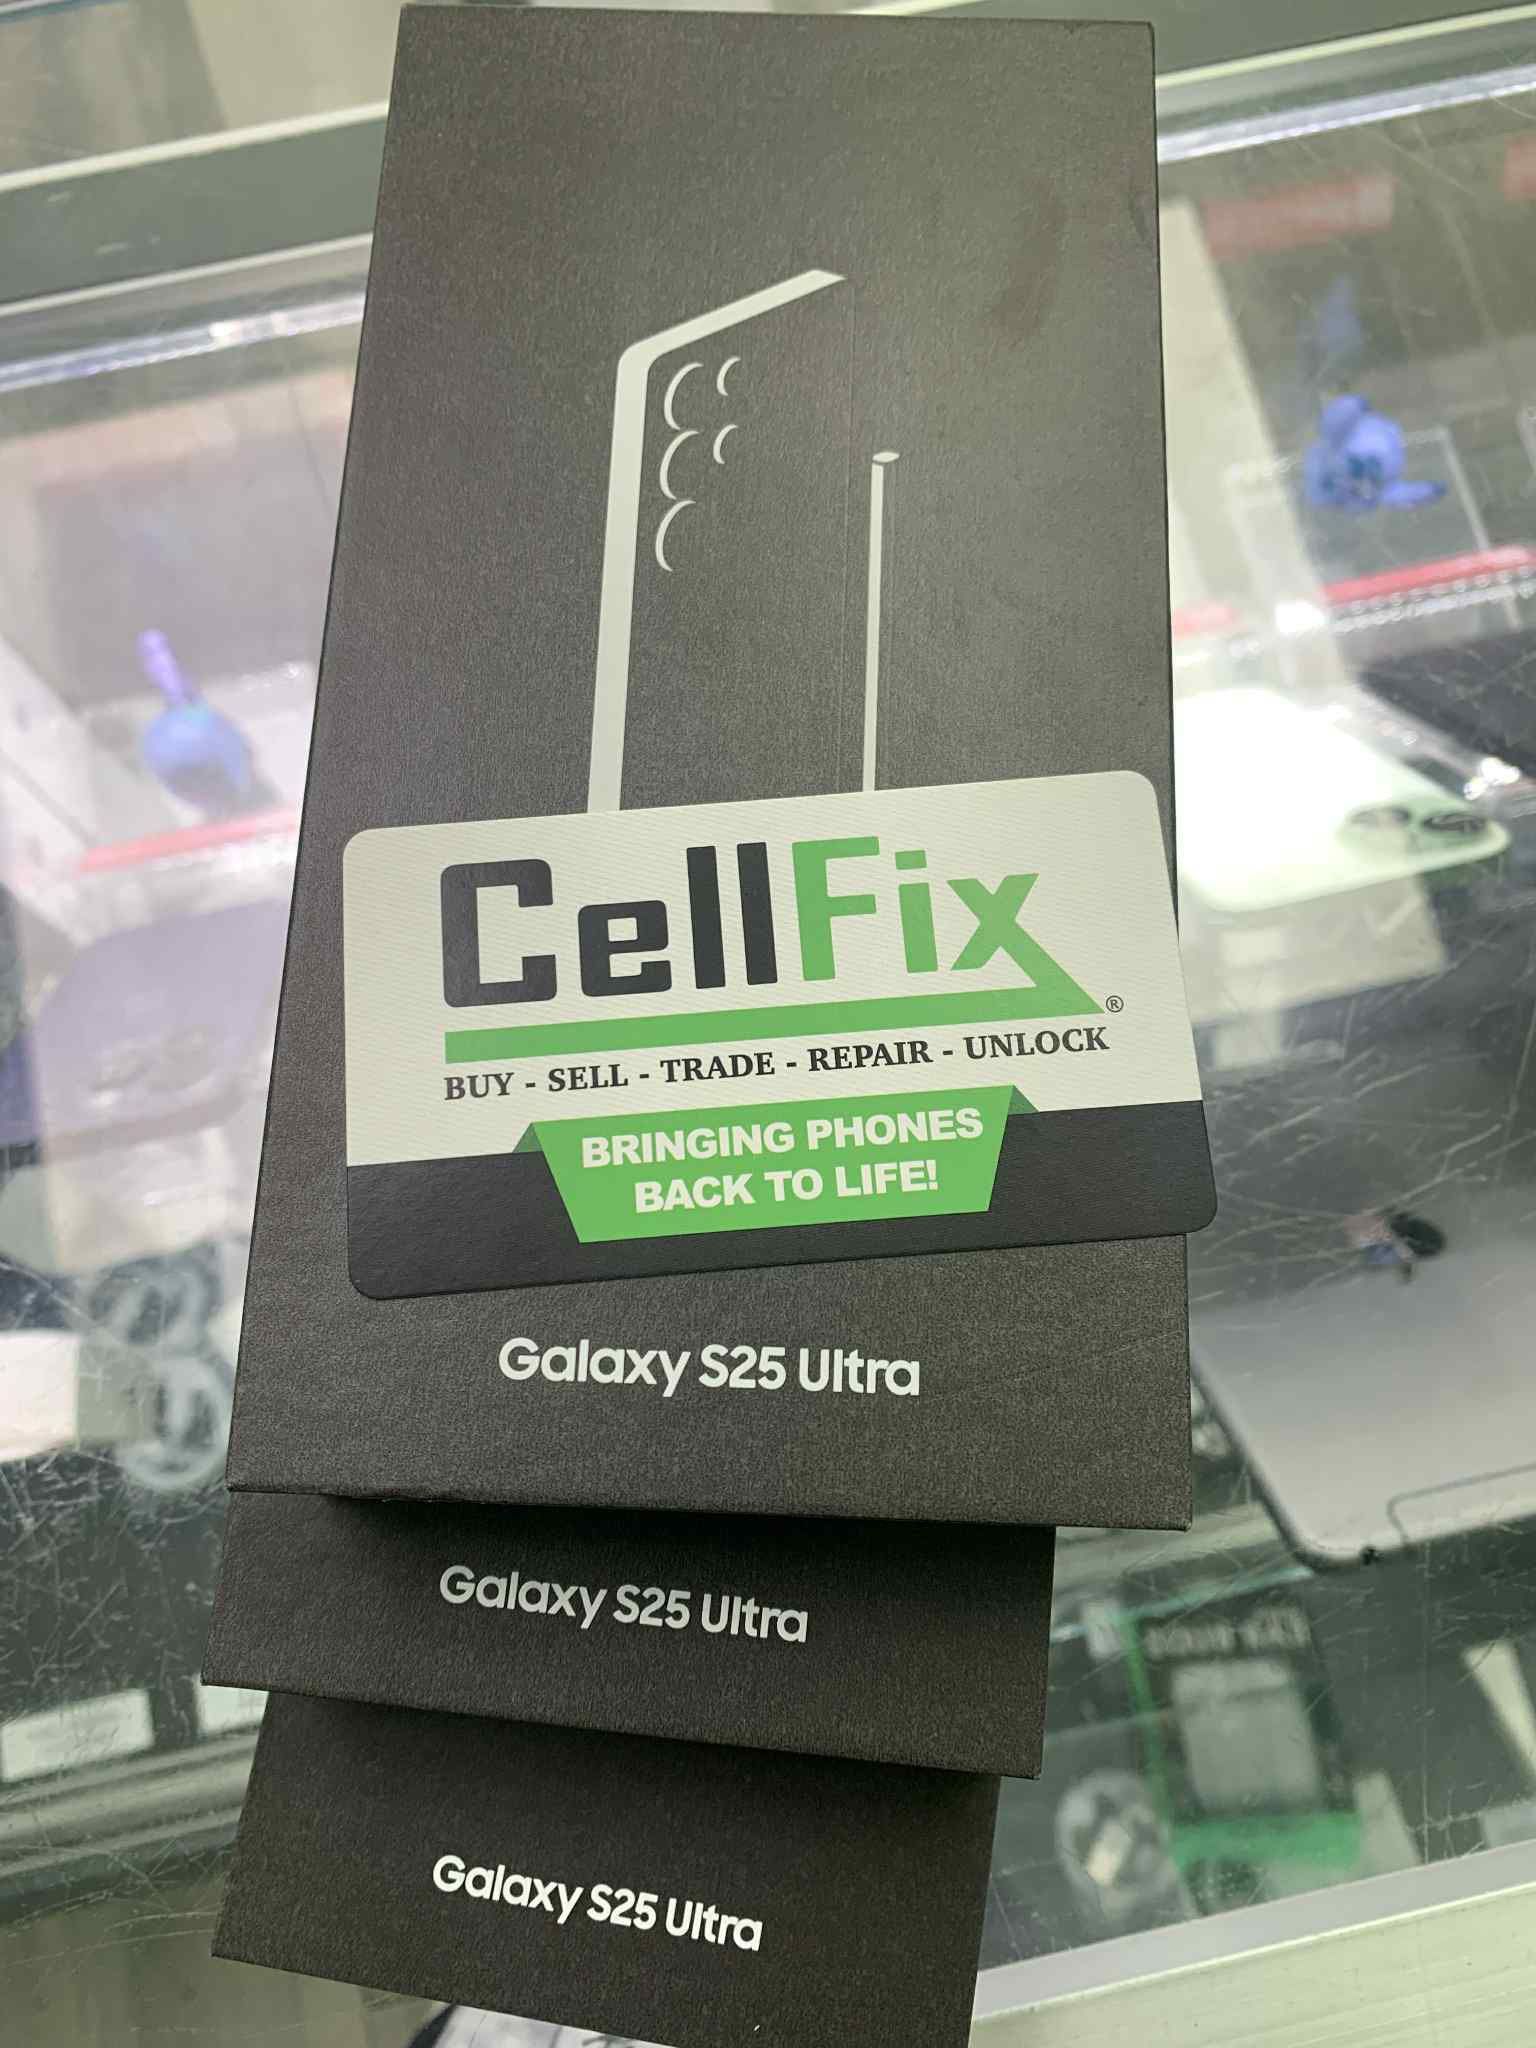 CellFix®
BUY - SELL - TRADE - REPAIR - UNLOCK
BRINGING PHONES
BACK TO LIFE!
Galaxy S25 Ultra
Galaxy S25 Ultra
Galaxy S25 Ultra